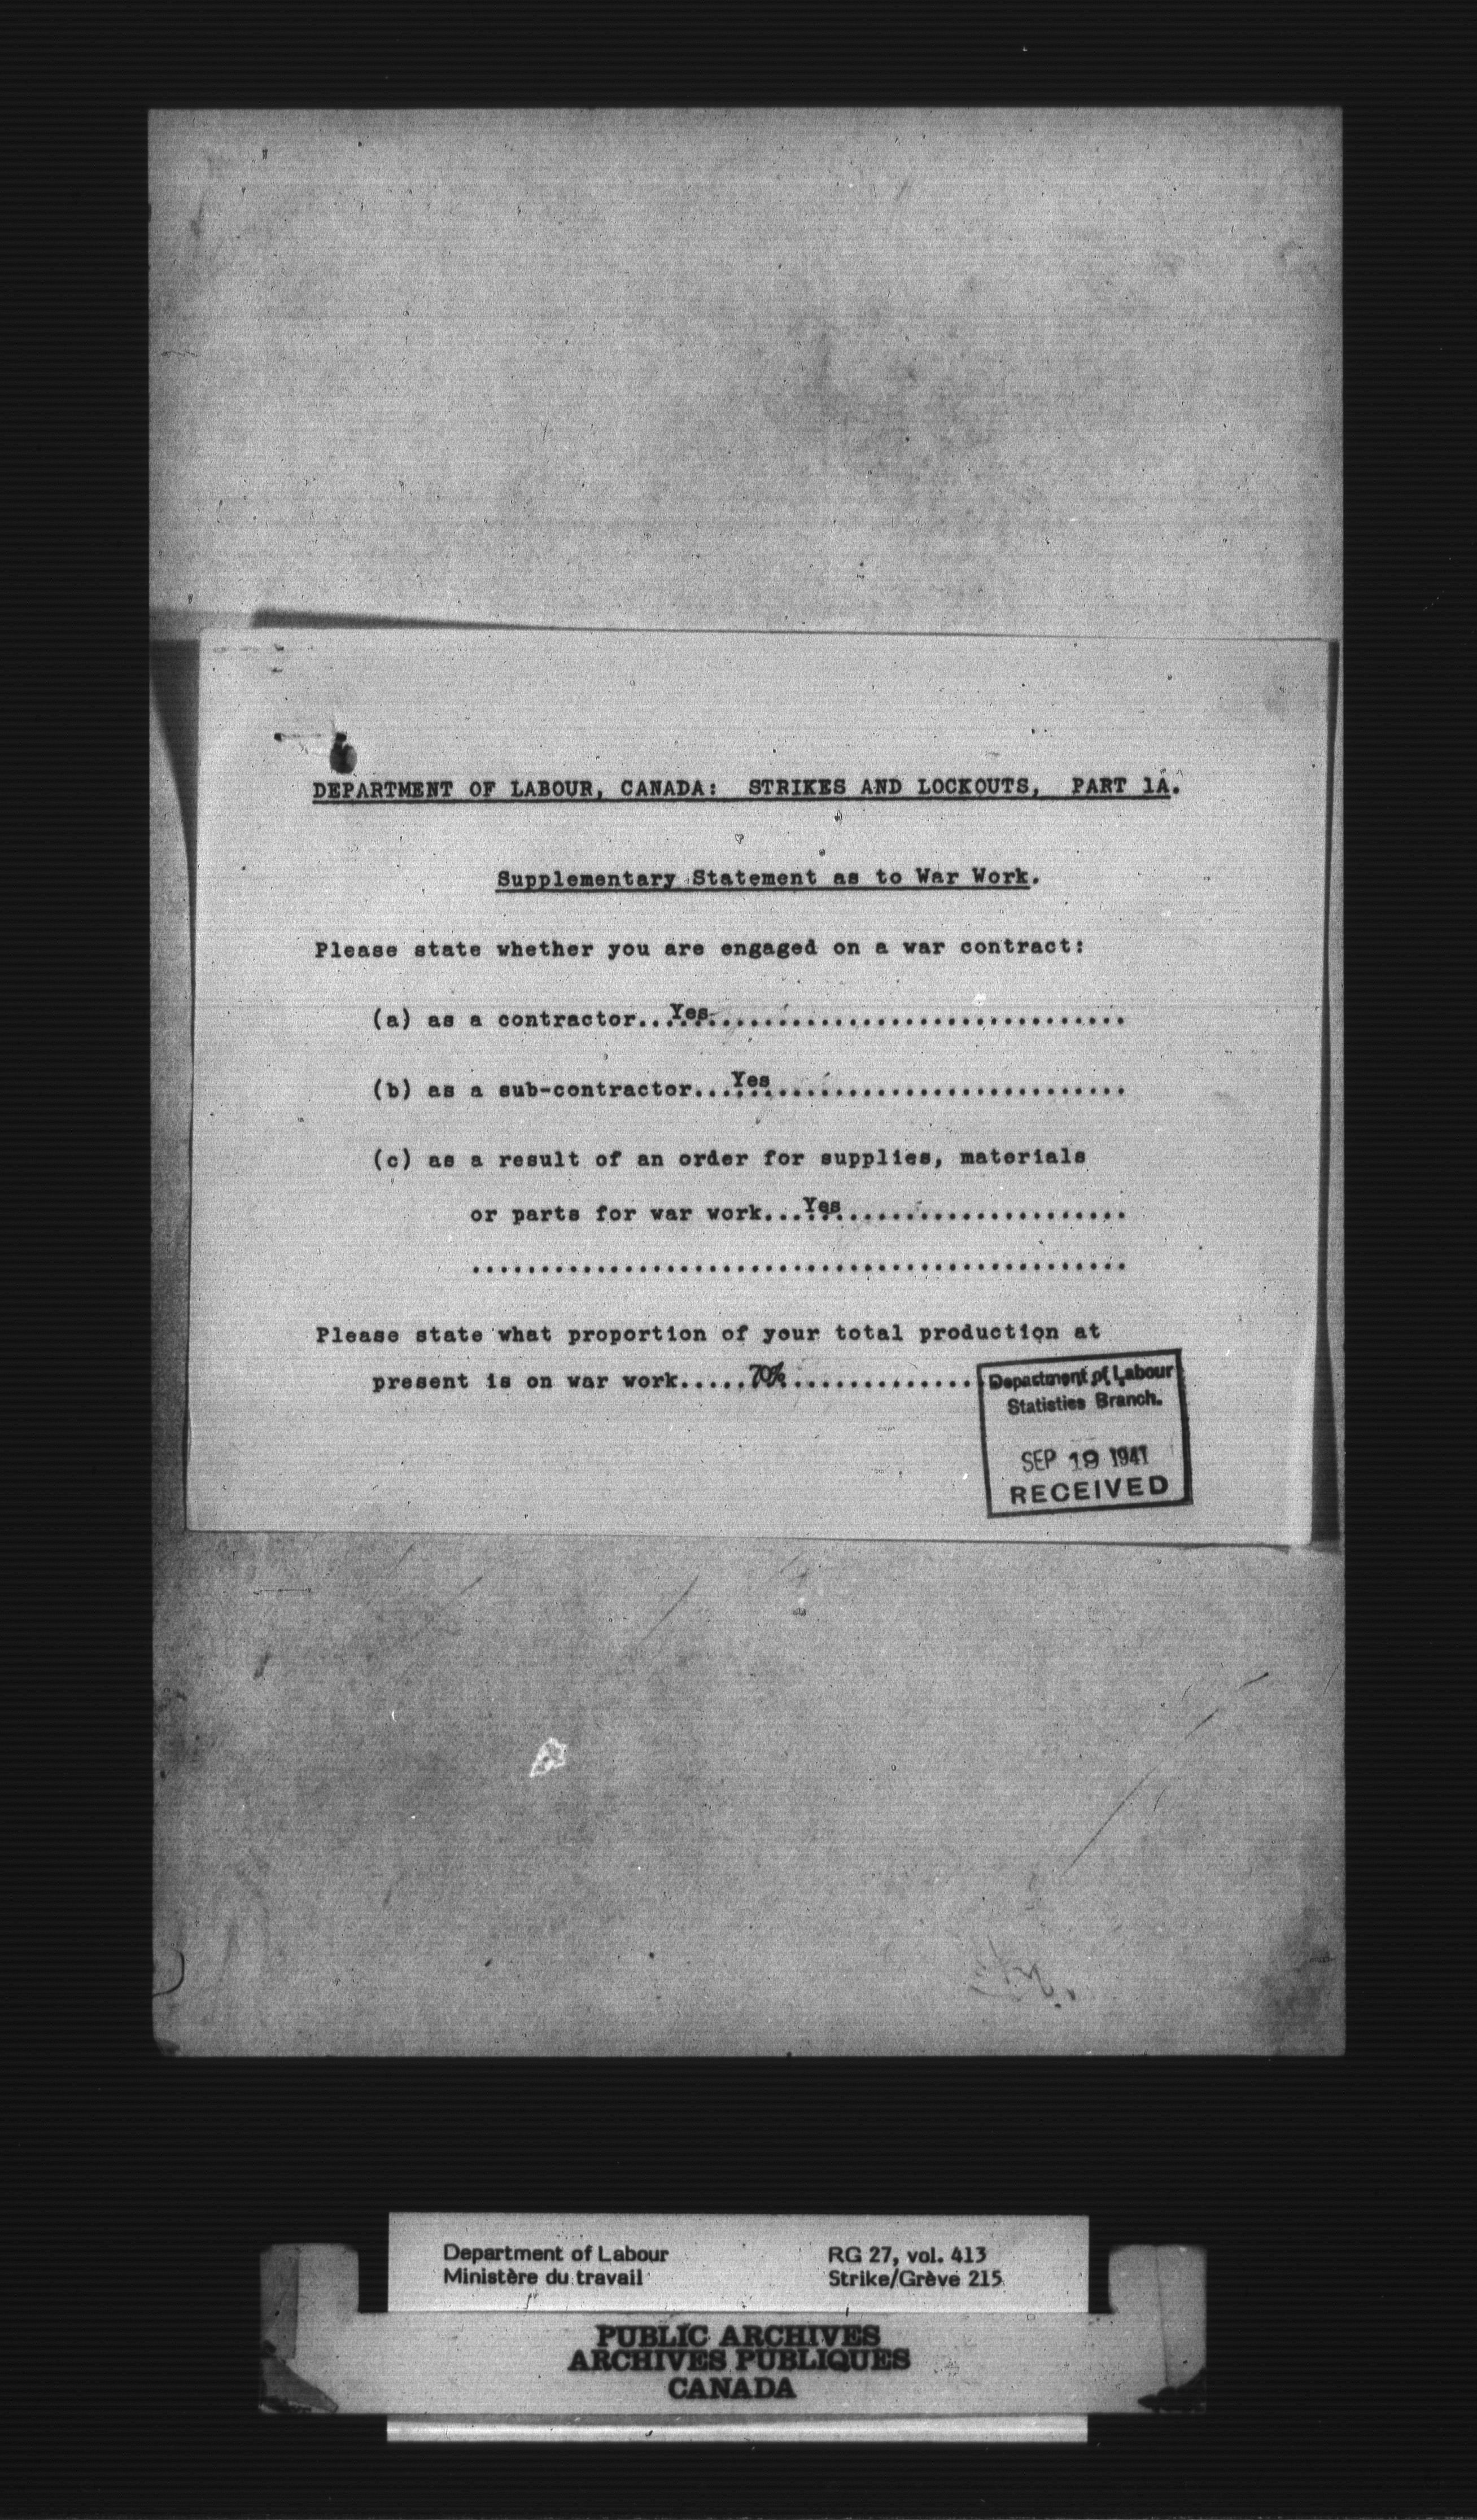 DEPARTMENT OF LABOUR, CANADA: STRIKES AND LOCKOUTS, PART 1A.
Supplementary Statement as to War Work.
Please state whether you are engaged on a war contract:
(a) as a contractor...Yes..............................
(b) as a sub-contractor...Yes..........................
(c) as a result of an order for supplies, materials
or parts for war work...Yes....................
...............................................
Please state what proportion of your total production at
present is on war work.....70%.............
Department of Labour
Statistics Branch.
SEP 19 1941
RECEIVED
Department of Labour
Ministère du travail
RG 27, vol. 413
Strike/Grève 215
PUBLIC ARCHIVES
ARCHIVES PUBLIQUES
CANADA